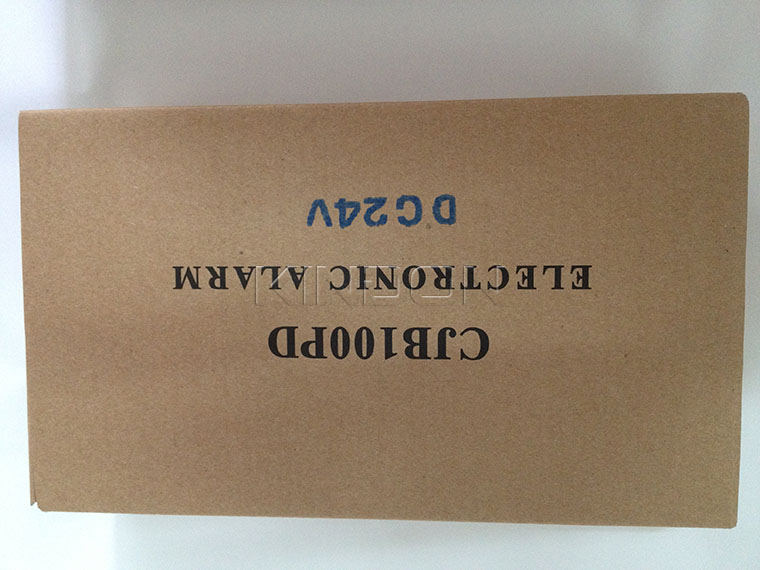 CJB100PD
ELECTRONIC ALARM
DC24V